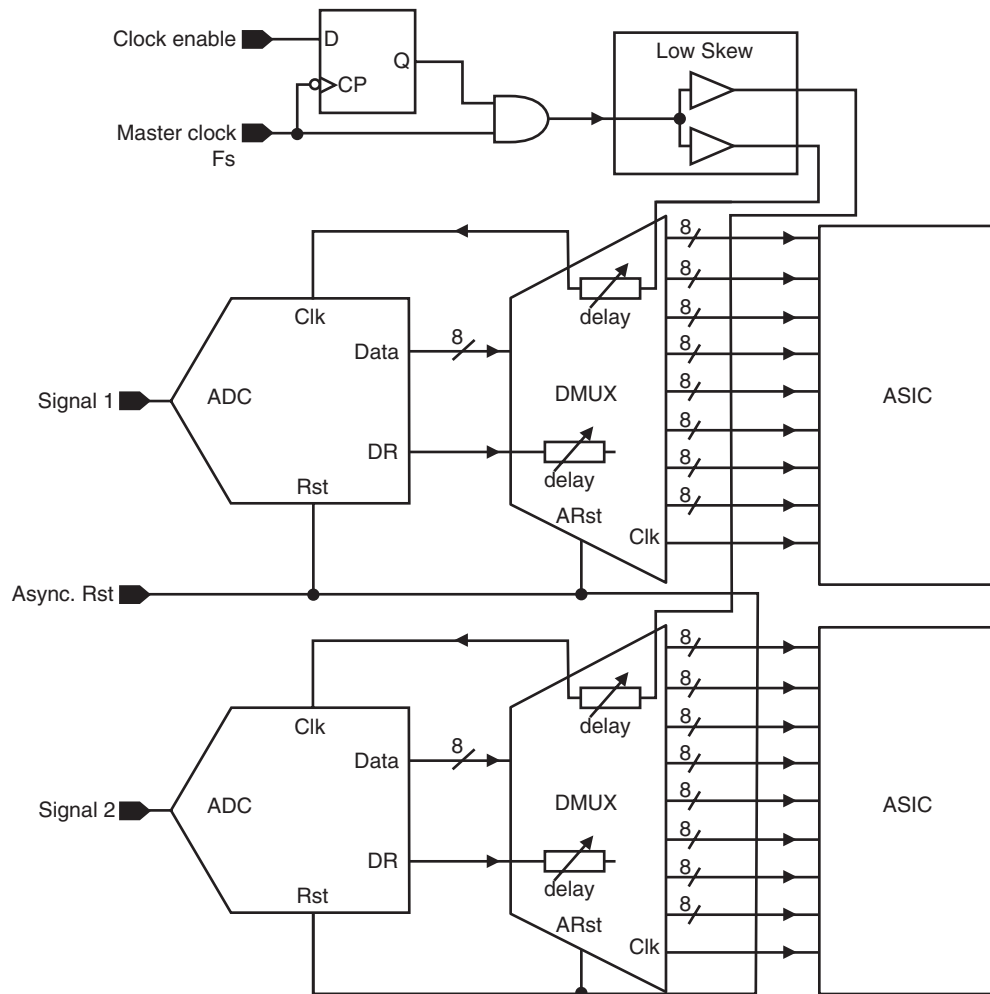 Clock enable
D
Q
CP
Master clock
Fs
Low Skew
8
8
8
8
8
8
8
8
delay
Clk
Data
8
Signal 1
ADC
DMUX
ASIC
DR
delay
Rst
ARst
Clk
Async. Rst
8
8
8
8
8
8
8
8
delay
Clk
Data
8
Signal 2
ADC
DMUX
ASIC
DR
delay
Rst
ARst
Clk